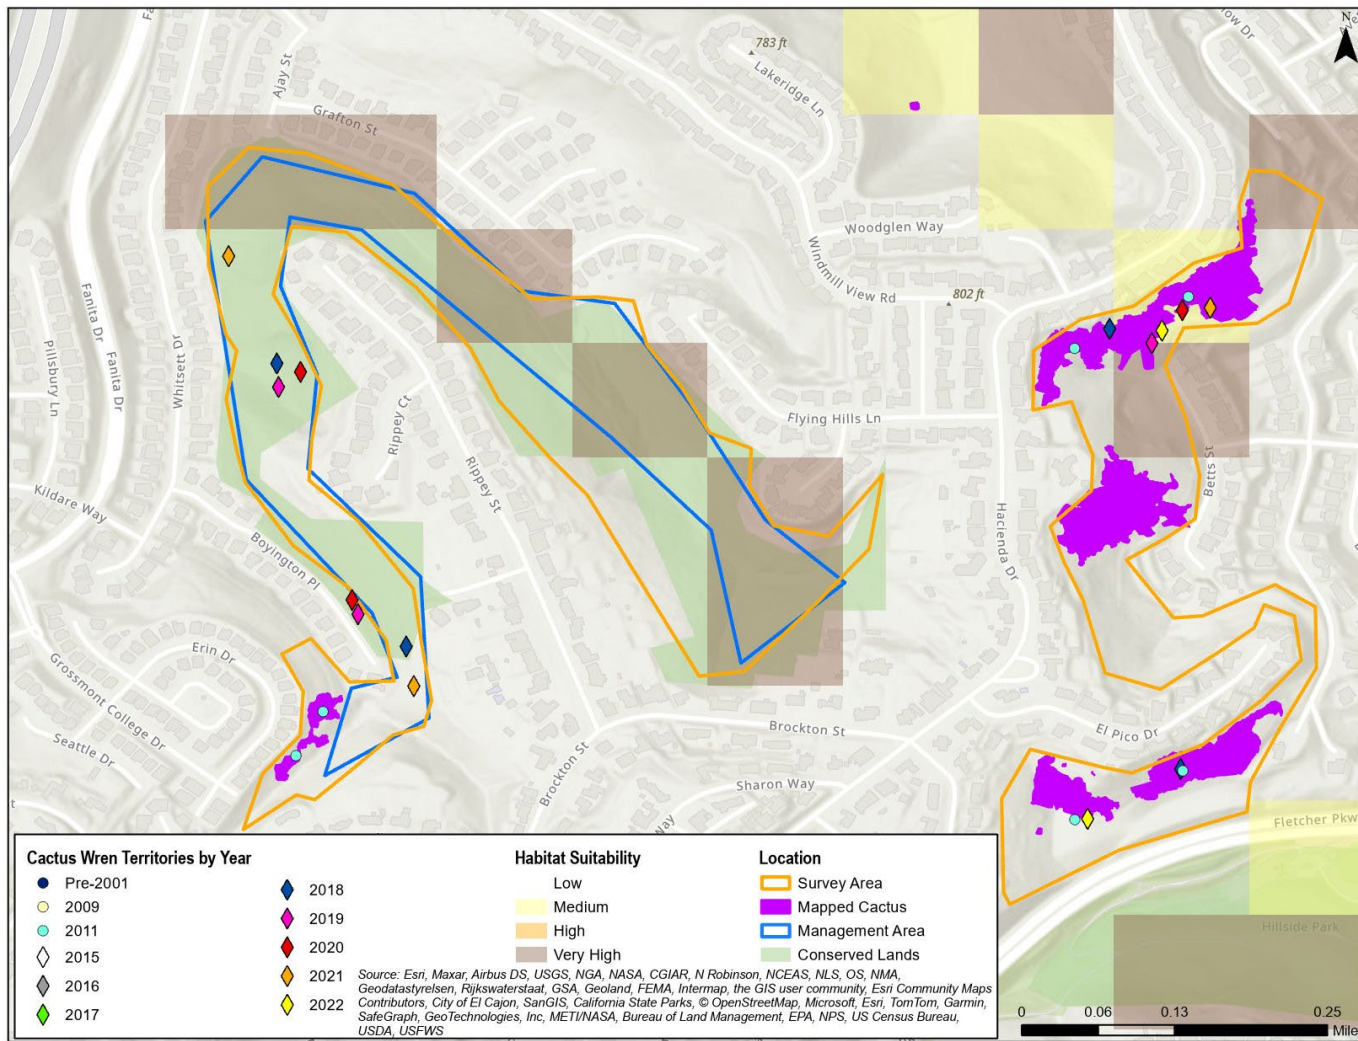 783 ft
Lakeridge Ln
Ajay St
Grafton St
Woodglen Way
Windmill View Rd
802 ft
Fanita Dr
Fanita Dr
Pillsbury Ln
Whitsett Dr
Rippey Ct
Flying Hills Ln
Rippey St
Betts St
Kildare Way
Boyington Pl
Hacienda Dr
Erin Dr
Grossmont College Dr
Seattle Dr
Brockton St
El Pico Dr
Brockton St
Sharon Way
Fletcher Pkwy
Hillside Park
N
Cactus Wren Territories by Year
Pre-2001
2009
2011
2015
2016
2017
2018
2019
2020
2021
2022
Habitat Suitability
Low
Medium
High
Very High
Location
Survey Area
Mapped Cactus
Management Area
Conserved Lands
Source: Esri, Maxar, Airbus DS, USGS, NGA, NASA, CGIAR, N Robinson, NCEAS, NLS, OS, NMA,
Geodatastyrelsen, Rijkswaterstaat, GSA, Geoland, FEMA, Intermap, the GIS user community, Esri Community Maps
Contributors, City of El Cajon, SanGIS, California State Parks, © OpenStreetMap, Microsoft, Esri, TomTom, Garmin,
SafeGraph, GeoTechnologies, Inc, METI/NASA, Bureau of Land Management, EPA, NPS, US Census Bureau,
USDA, USFWS
0 0.06 0.13 0.25
Mile